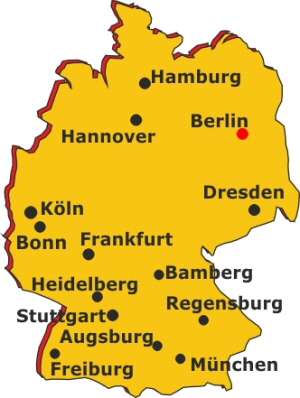 Hamburg
Berlin
Hannover
Dresden
Köln
Bonn
Frankfurt
Bamberg
Heidelberg
Regensburg
Stuttgart
Augsburg
München
Freiburg